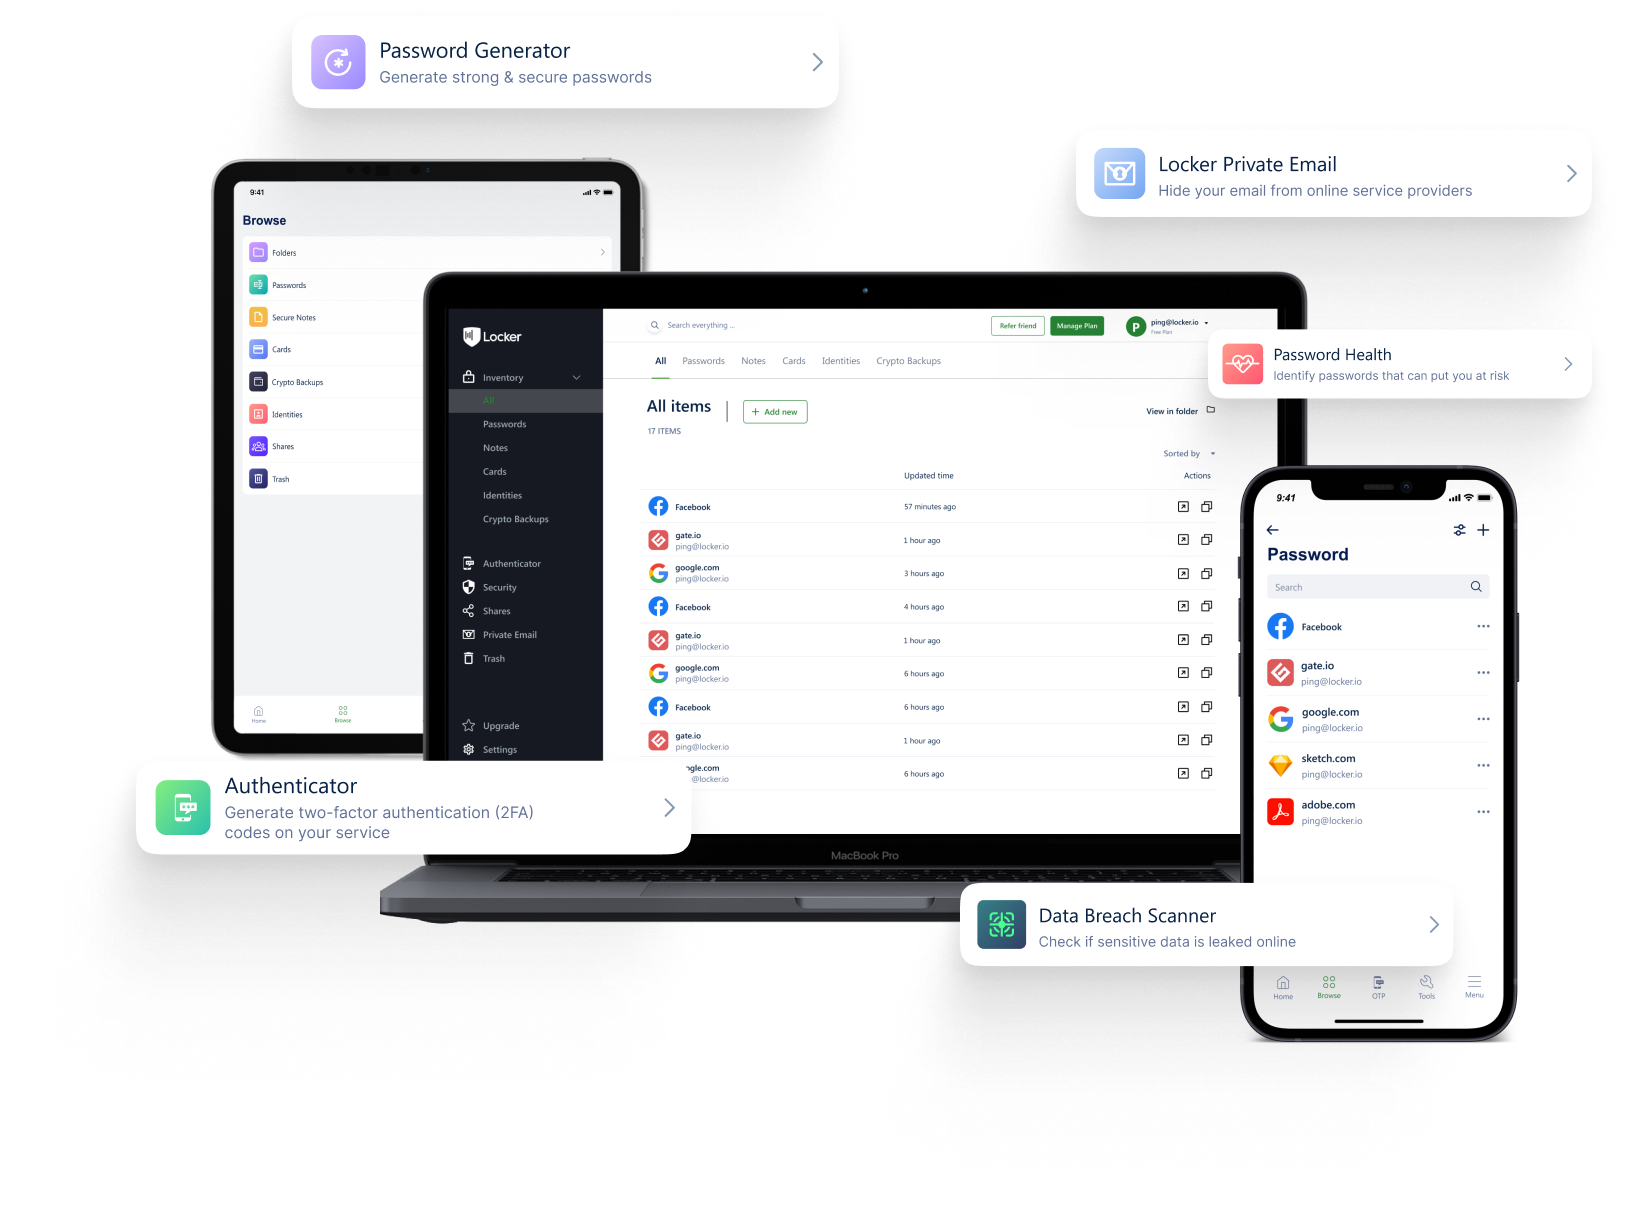 Password Generator
Generate strong & secure passwords
Locker Private Email
Hide your email from online service providers
9:41
Browse
Folders
Passwords
Secure Notes
Cards
Crypto Backups
Identities
Shares
Trash
Home
Browse
Locker
Inventory
All
Passwords
Notes
Cards
Identities
Crypto Backups
Authenticator
Security
Shares
Private Email
Trash
Upgrade
Settings
Search everything ...
Refer friend
Manage Plan
P
ping@locker.io
Free Plan
All Passwords Notes Cards Identities Crypto Backups
All items
+ Add new
View in folder
17 ITEMS
Sorted by
Updated time Actions
Facebook 57 minutes ago
gate.io
ping@locker.io
1 hour ago
google.com
ping@locker.io
3 hours ago
Facebook 4 hours ago
gate.io
ping@locker.io
1 hour ago
google.com
ping@locker.io
6 hours ago
Facebook 6 hours ago
gate.io
ping@locker.io
1 hour ago
ogle.com
@locker.io
6 hours ago
MacBook Pro
Password Health
Identify passwords that can put you at risk
9:41
Password
Search
Facebook
gate.io
ping@locker.io
google.com
ping@locker.io
sketch.com
ping@locker.io
adobe.com
ping@locker.io
Home Browse OTP Tools Menu
Authenticator
Generate two-factor authentication (2FA)
codes on your service
Data Breach Scanner
Check if sensitive data is leaked online